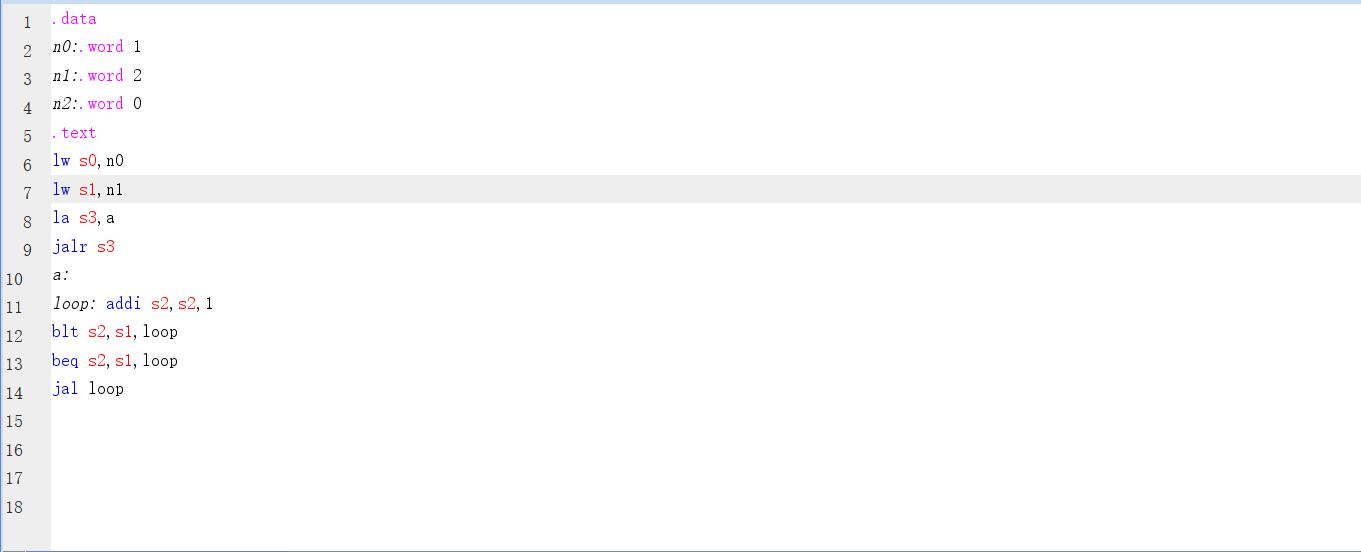 1 .data
2 n0:.word 1
3 n1:.word 2
4 n2:.word 0
5 .text
6 lw s0,n0
7 lw s1,n1
8 la s3,a
9 jalr s3
10 a:
11 loop: addi s2,s2,1
12 blt s2,s1,loop
13 beq s2,s1,loop
14 jal loop
15
16
17
18